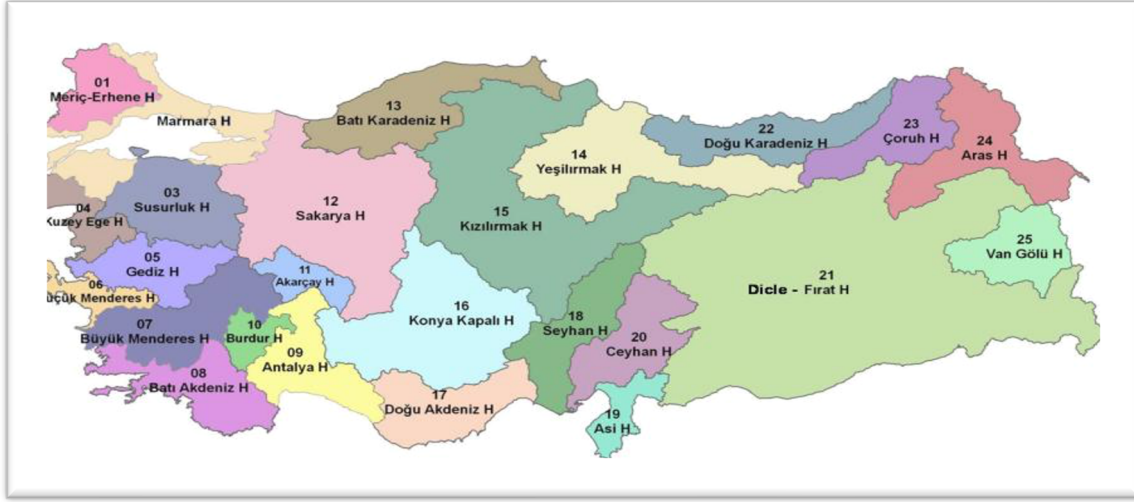 01
Meriç-Erhene H
Marmara H
03
Susurluk H
04
Kuzey Ege H
05
Gediz H
06
üçük Menderes H
07
Büyük Menderes H
08
Batı Akdeniz H
09
Antalya H
10
Burdur H
11
Akarçay H
12
Sakarya H
13
Batı Karadeniz H
14
Yeşilırmak H
15
Kızılırmak H
16
Konya Kapalı H
17
Doğu Akdeniz H
18
Seyhan H
19
Asi H
20
Ceyhan H
21
Dicle - Fırat H
22
Doğu Karadeniz H
23
Çoruh H
24
Aras H
25
Van Gölü H